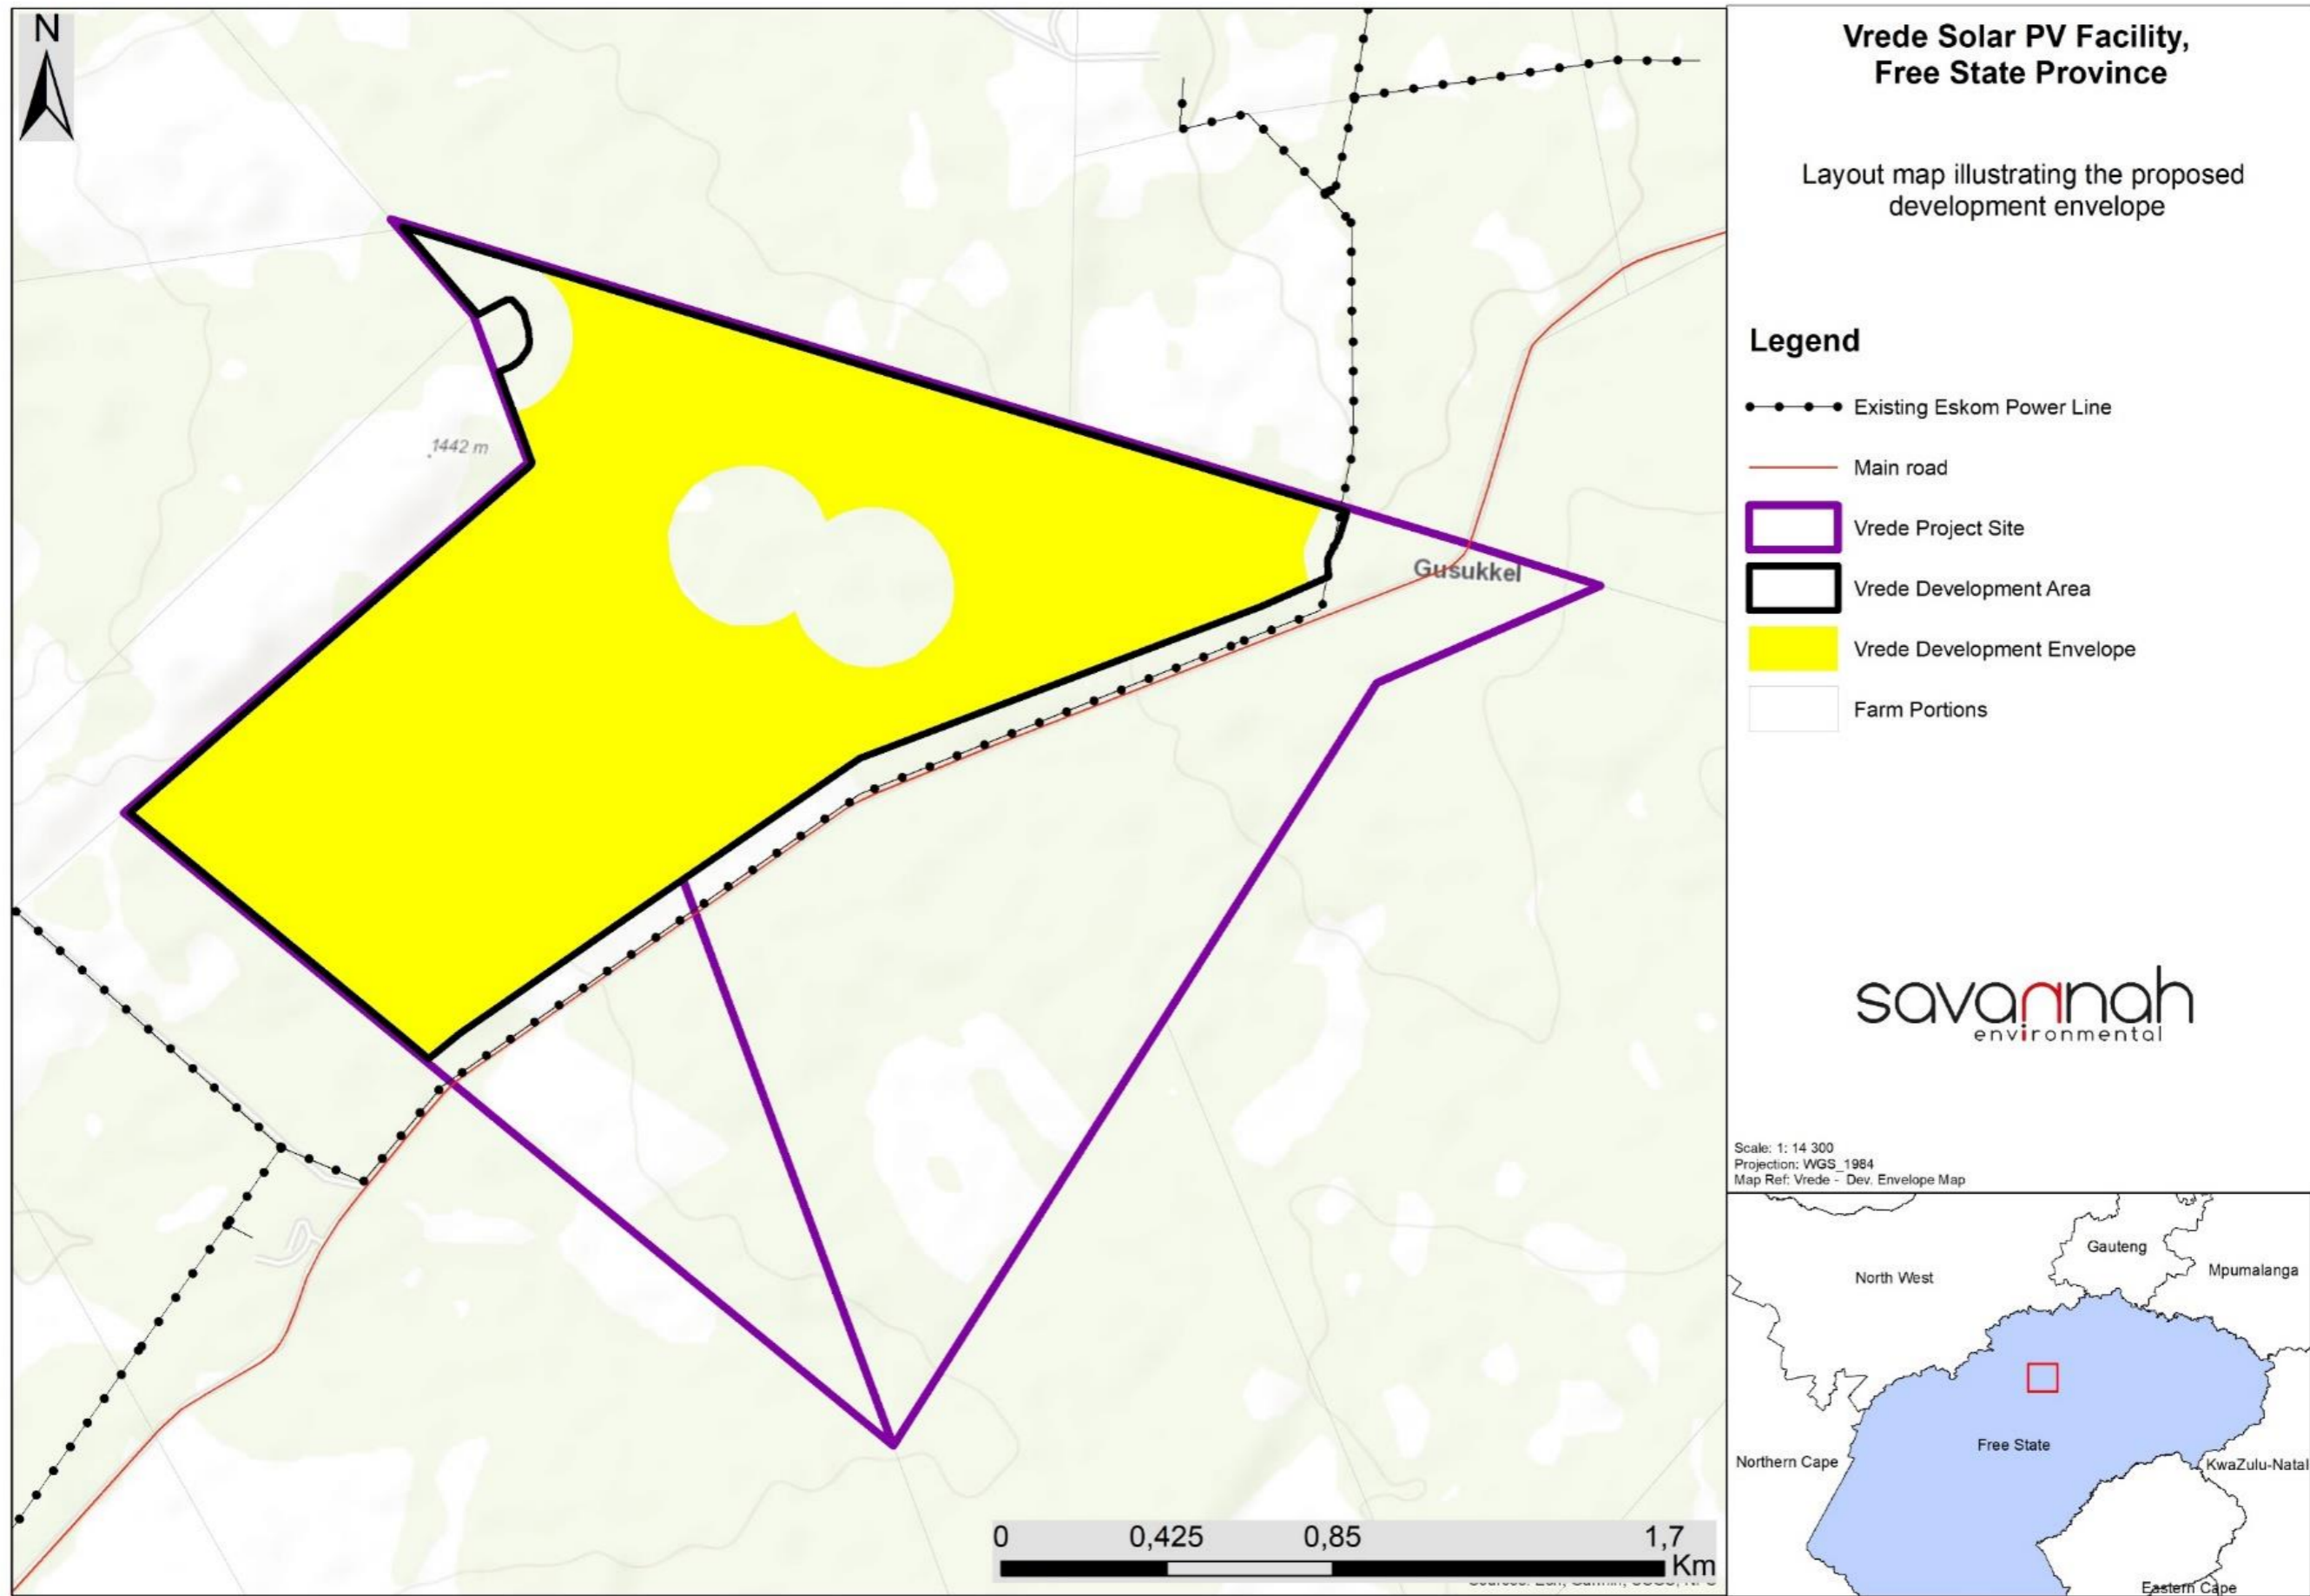 N
1442 m
Gusukkel
0 0,425 0,85 1,7
Km
Vrede Solar PV Facility,
Free State Province
Layout map illustrating the proposed
development envelope
Legend
Existing Eskom Power Line
Main road
Vrede Project Site
Vrede Development Area
Vrede Development Envelope
Farm Portions
savannah
environmental
Scale: 1: 14 300
Projection: WGS_1984
Map Ref: Vrede - Dev. Envelope Map
Gauteng
North West
Mpumalanga
Free State
Northern Cape
KwaZulu-Natal
Eastern Cape